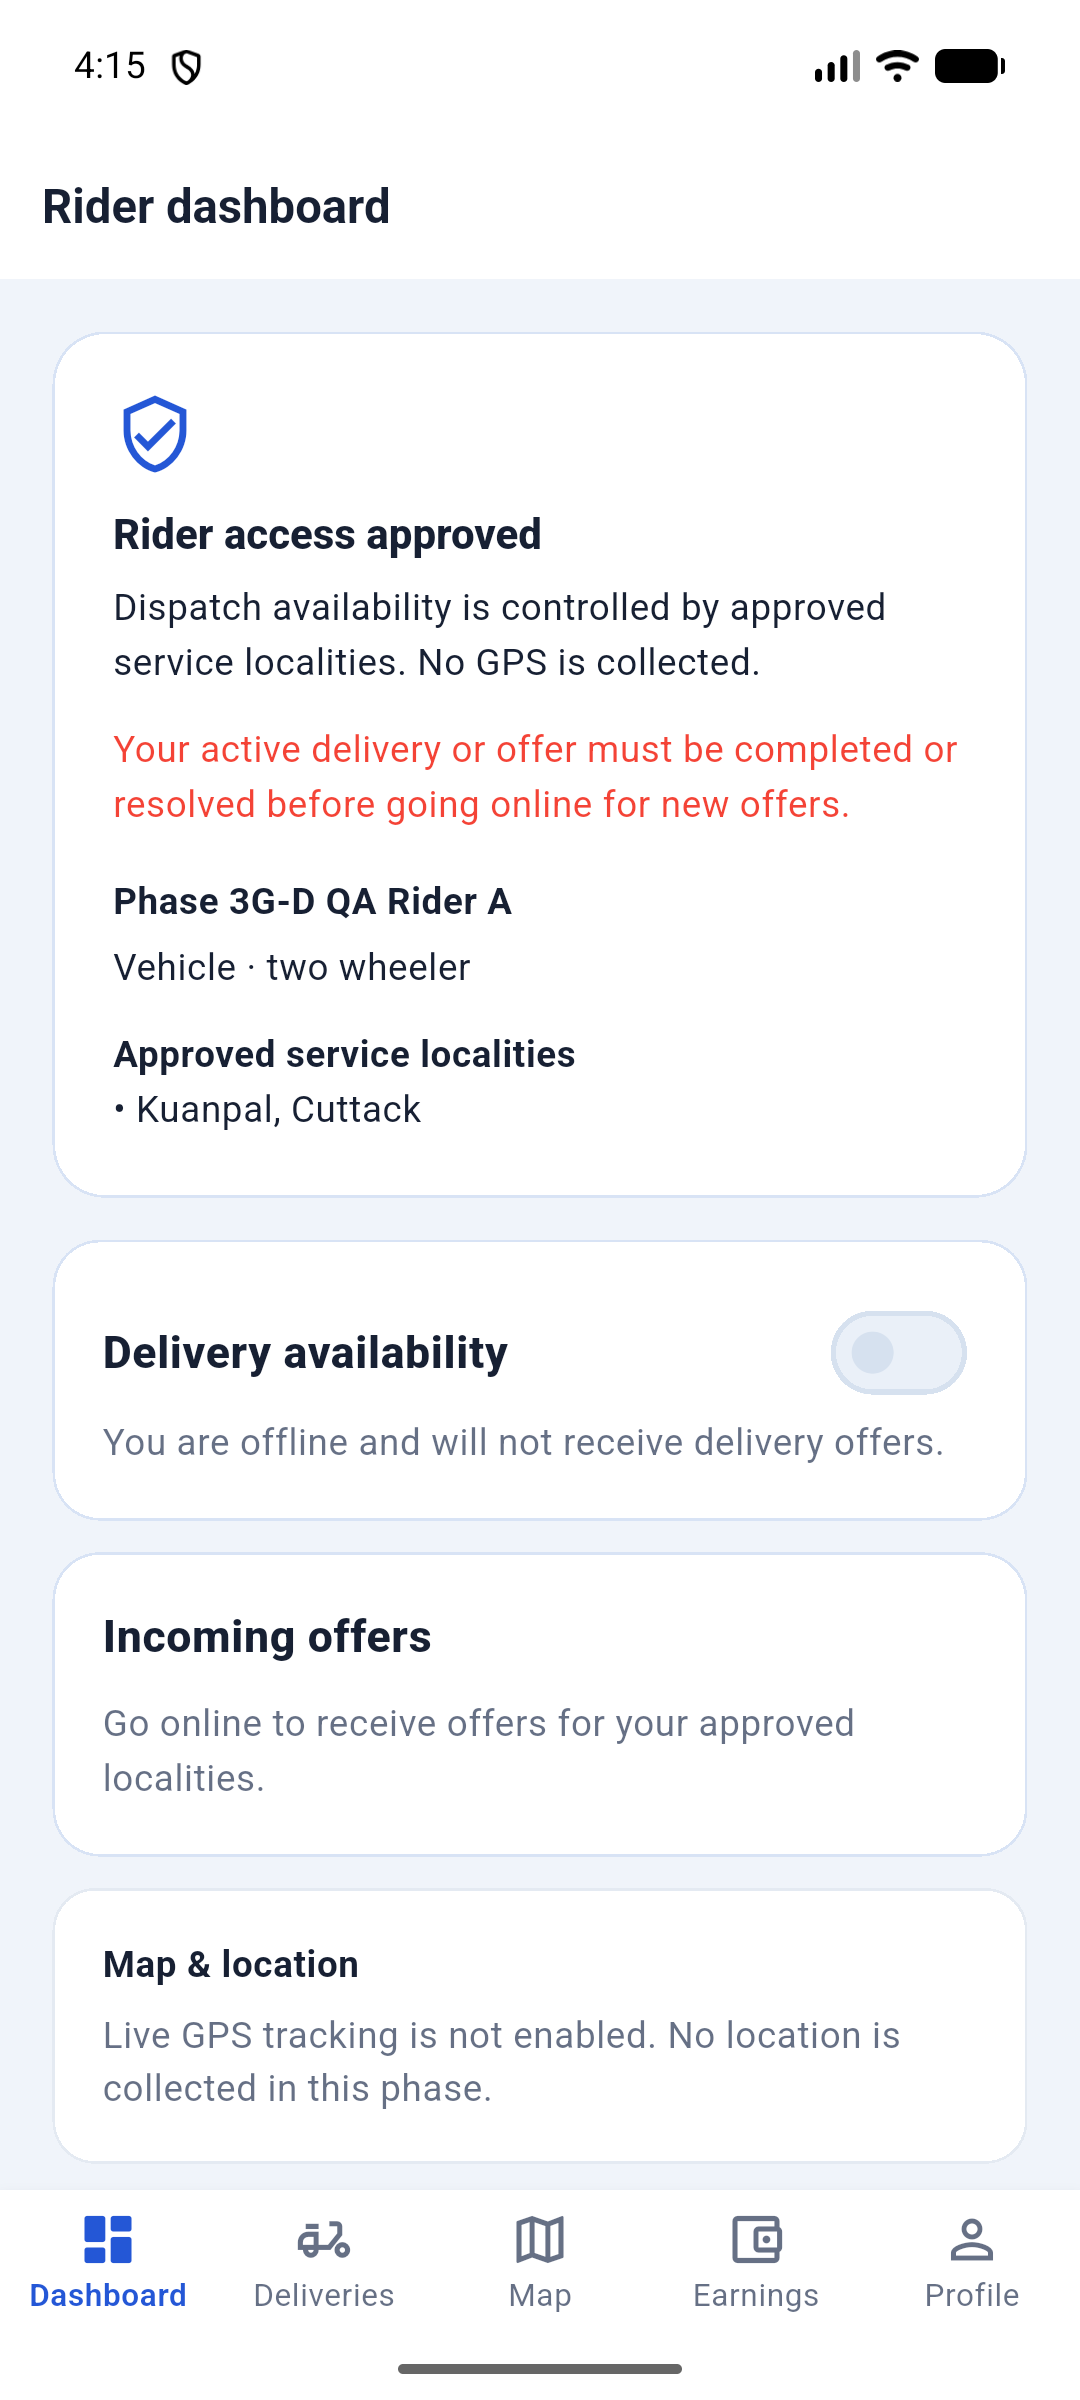 4:15
Rider dashboard
Rider access approved
Dispatch availability is controlled by approved
service localities. No GPS is collected.
Your active delivery or offer must be completed or
resolved before going online for new offers.
Phase 3G-D QA Rider A
Vehicle · two wheeler
Approved service localities
• Kuanpal, Cuttack
Delivery availability
You are offline and will not receive delivery offers.
Incoming offers
Go online to receive offers for your approved
localities.
Map & location
Live GPS tracking is not enabled. No location is
collected in this phase.
Dashboard
Deliveries
Map
Earnings
Profile